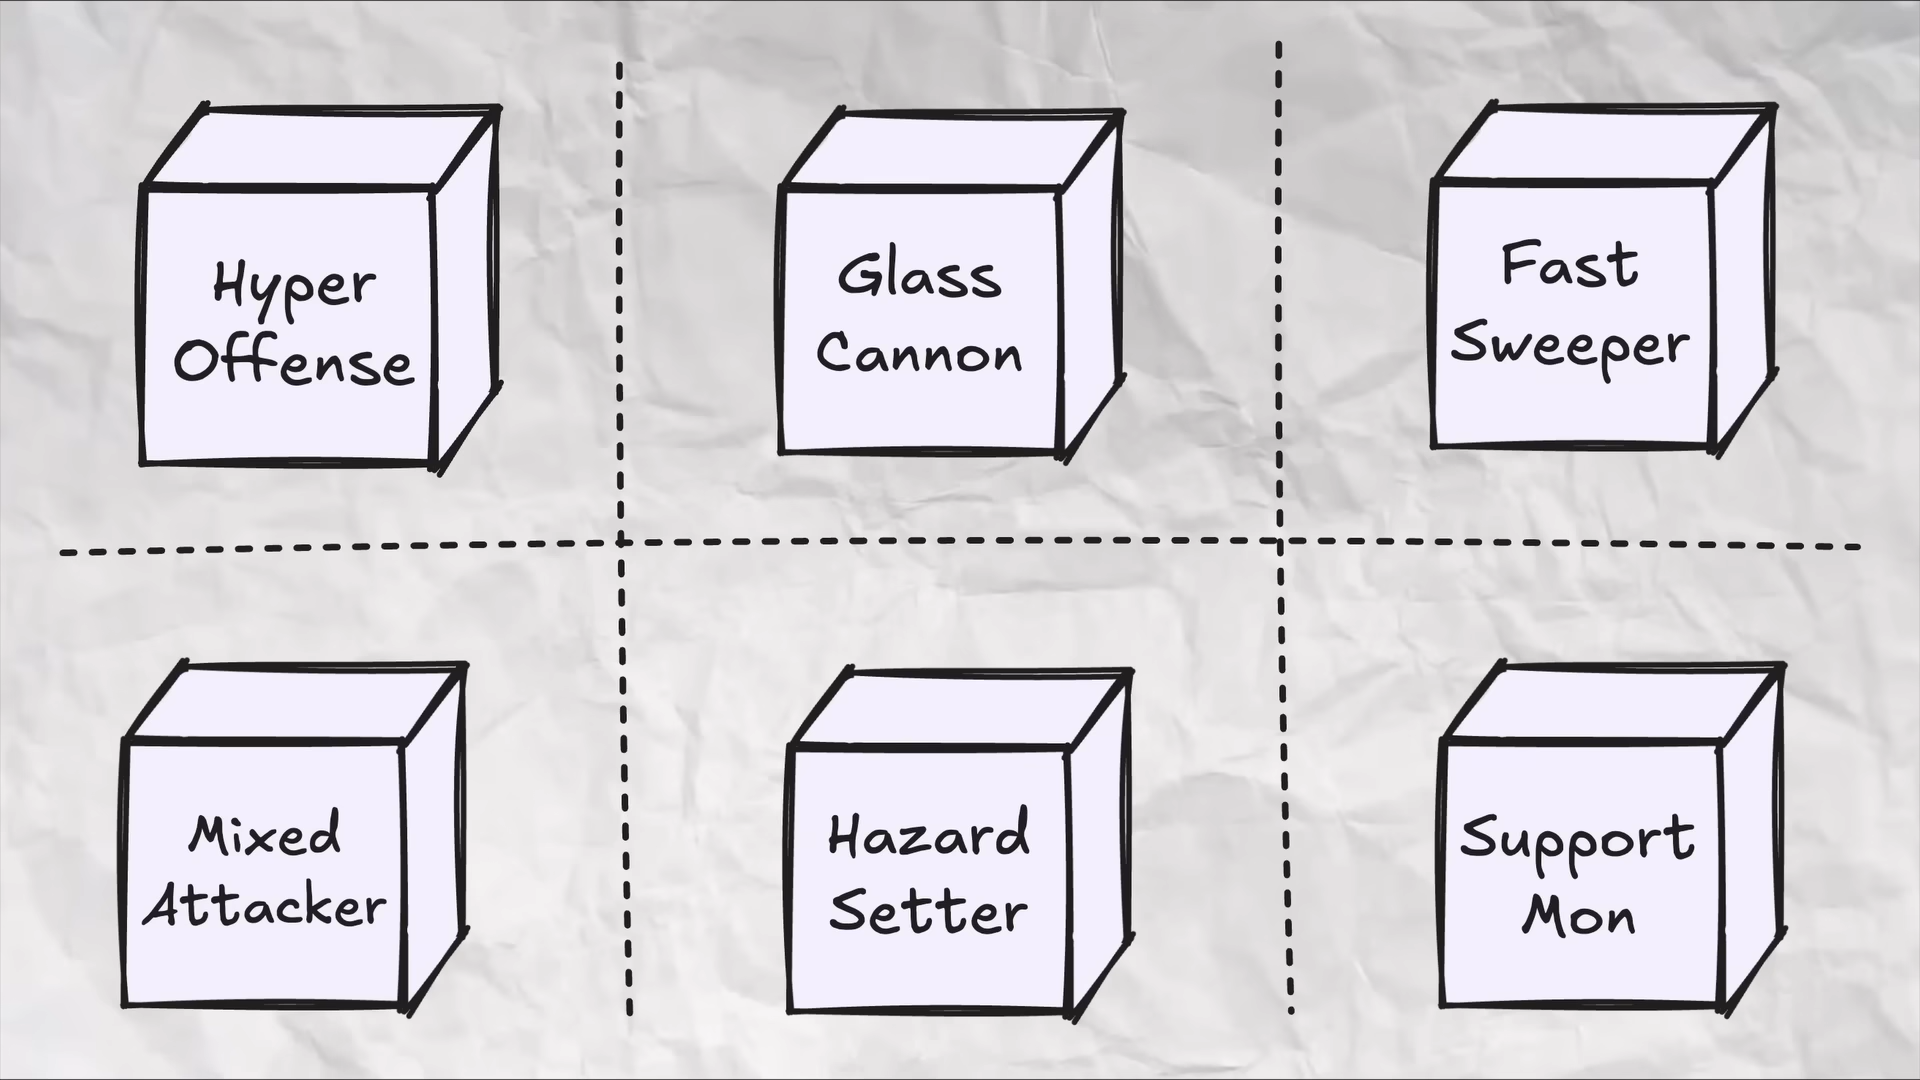 Hyper
Offense
Glass
Cannon
Fast
Sweeper
Mixed
Attacker
Hazard
Setter
Support
Mon